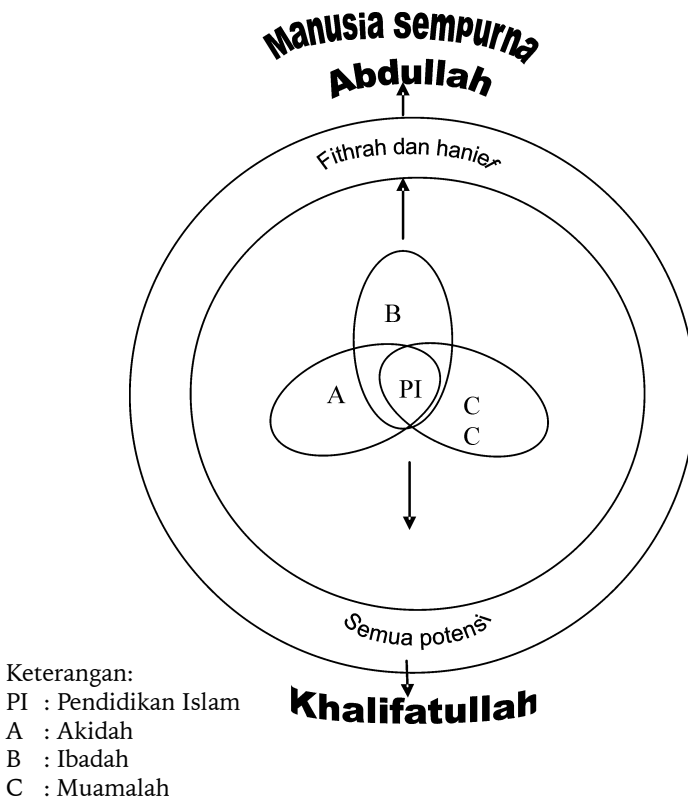 Manusia sempurna
Abdullah
Fithrah dan hanief
B
A
PI
C
C
Semua potensi
Khalifatullah
Keterangan:
PI : Pendidikan Islam
A : Akidah
B : Ibadah
C : Muamalah